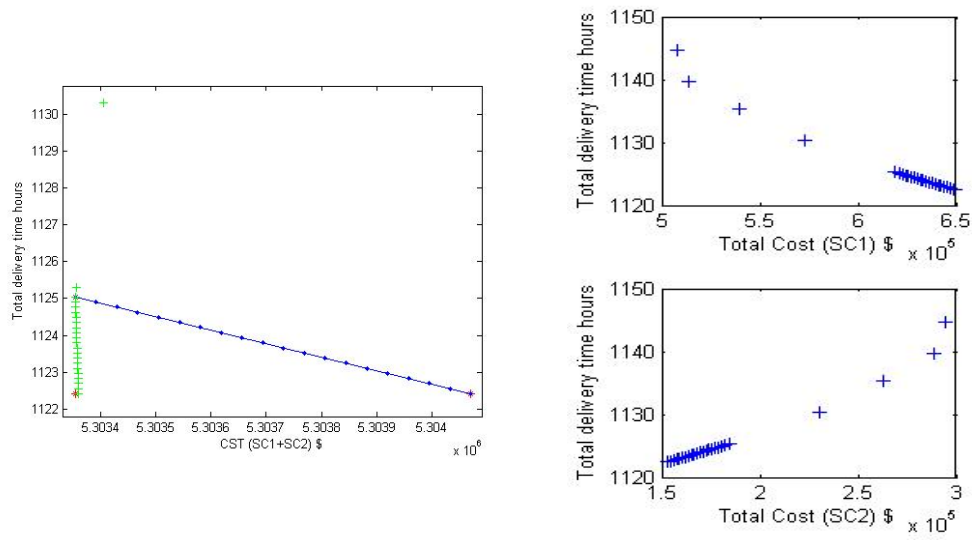 1130
1129
1128
1127
1126
1125
1124
1123
1122
Total delivery time hours
5.3034 5.3035 5.3036 5.3037 5.3038 5.3039 5.304
CST (SC1+SC2) $
x 10^6
1150
1140
1130
1120
Total delivery time hours
5 5.5 6 6.5
Total Cost (SC1) $
x 10^5
1150
1140
1130
1120
Total delivery time hours
1.5 2 2.5 3
Total Cost (SC2) $
x 10^5